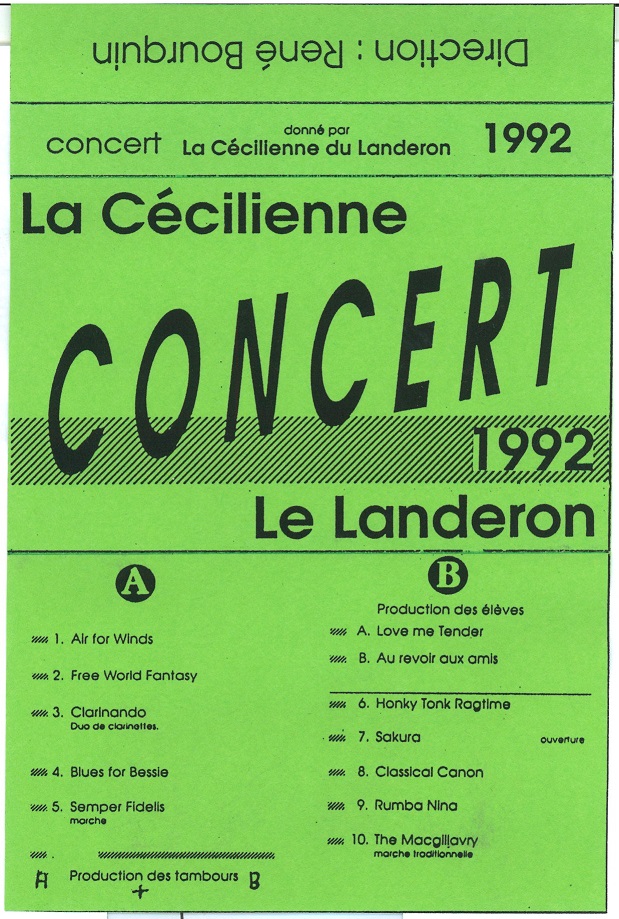 Direction : René Bourquin
concert donné par La Cécilienne du Landeron 1992
La Cécilienne
CONCERT
1992
Le Landeron
A
1. Air for Winds
2. Free World Fantasy
3. Clarinando
Duo de clarinettes.
4. Blues for Bessie
5. Semper Fidelis
marche
.
A Production des tambours B
+
B
Production des élèves
A. Love me Tender
B. Au revoir aux amis
6. Honky Tonk Ragtime
7. Sakura ouverture
8. Classical Canon
9. Rumba Nina
10. The Macgillavry
marche traditionnelle